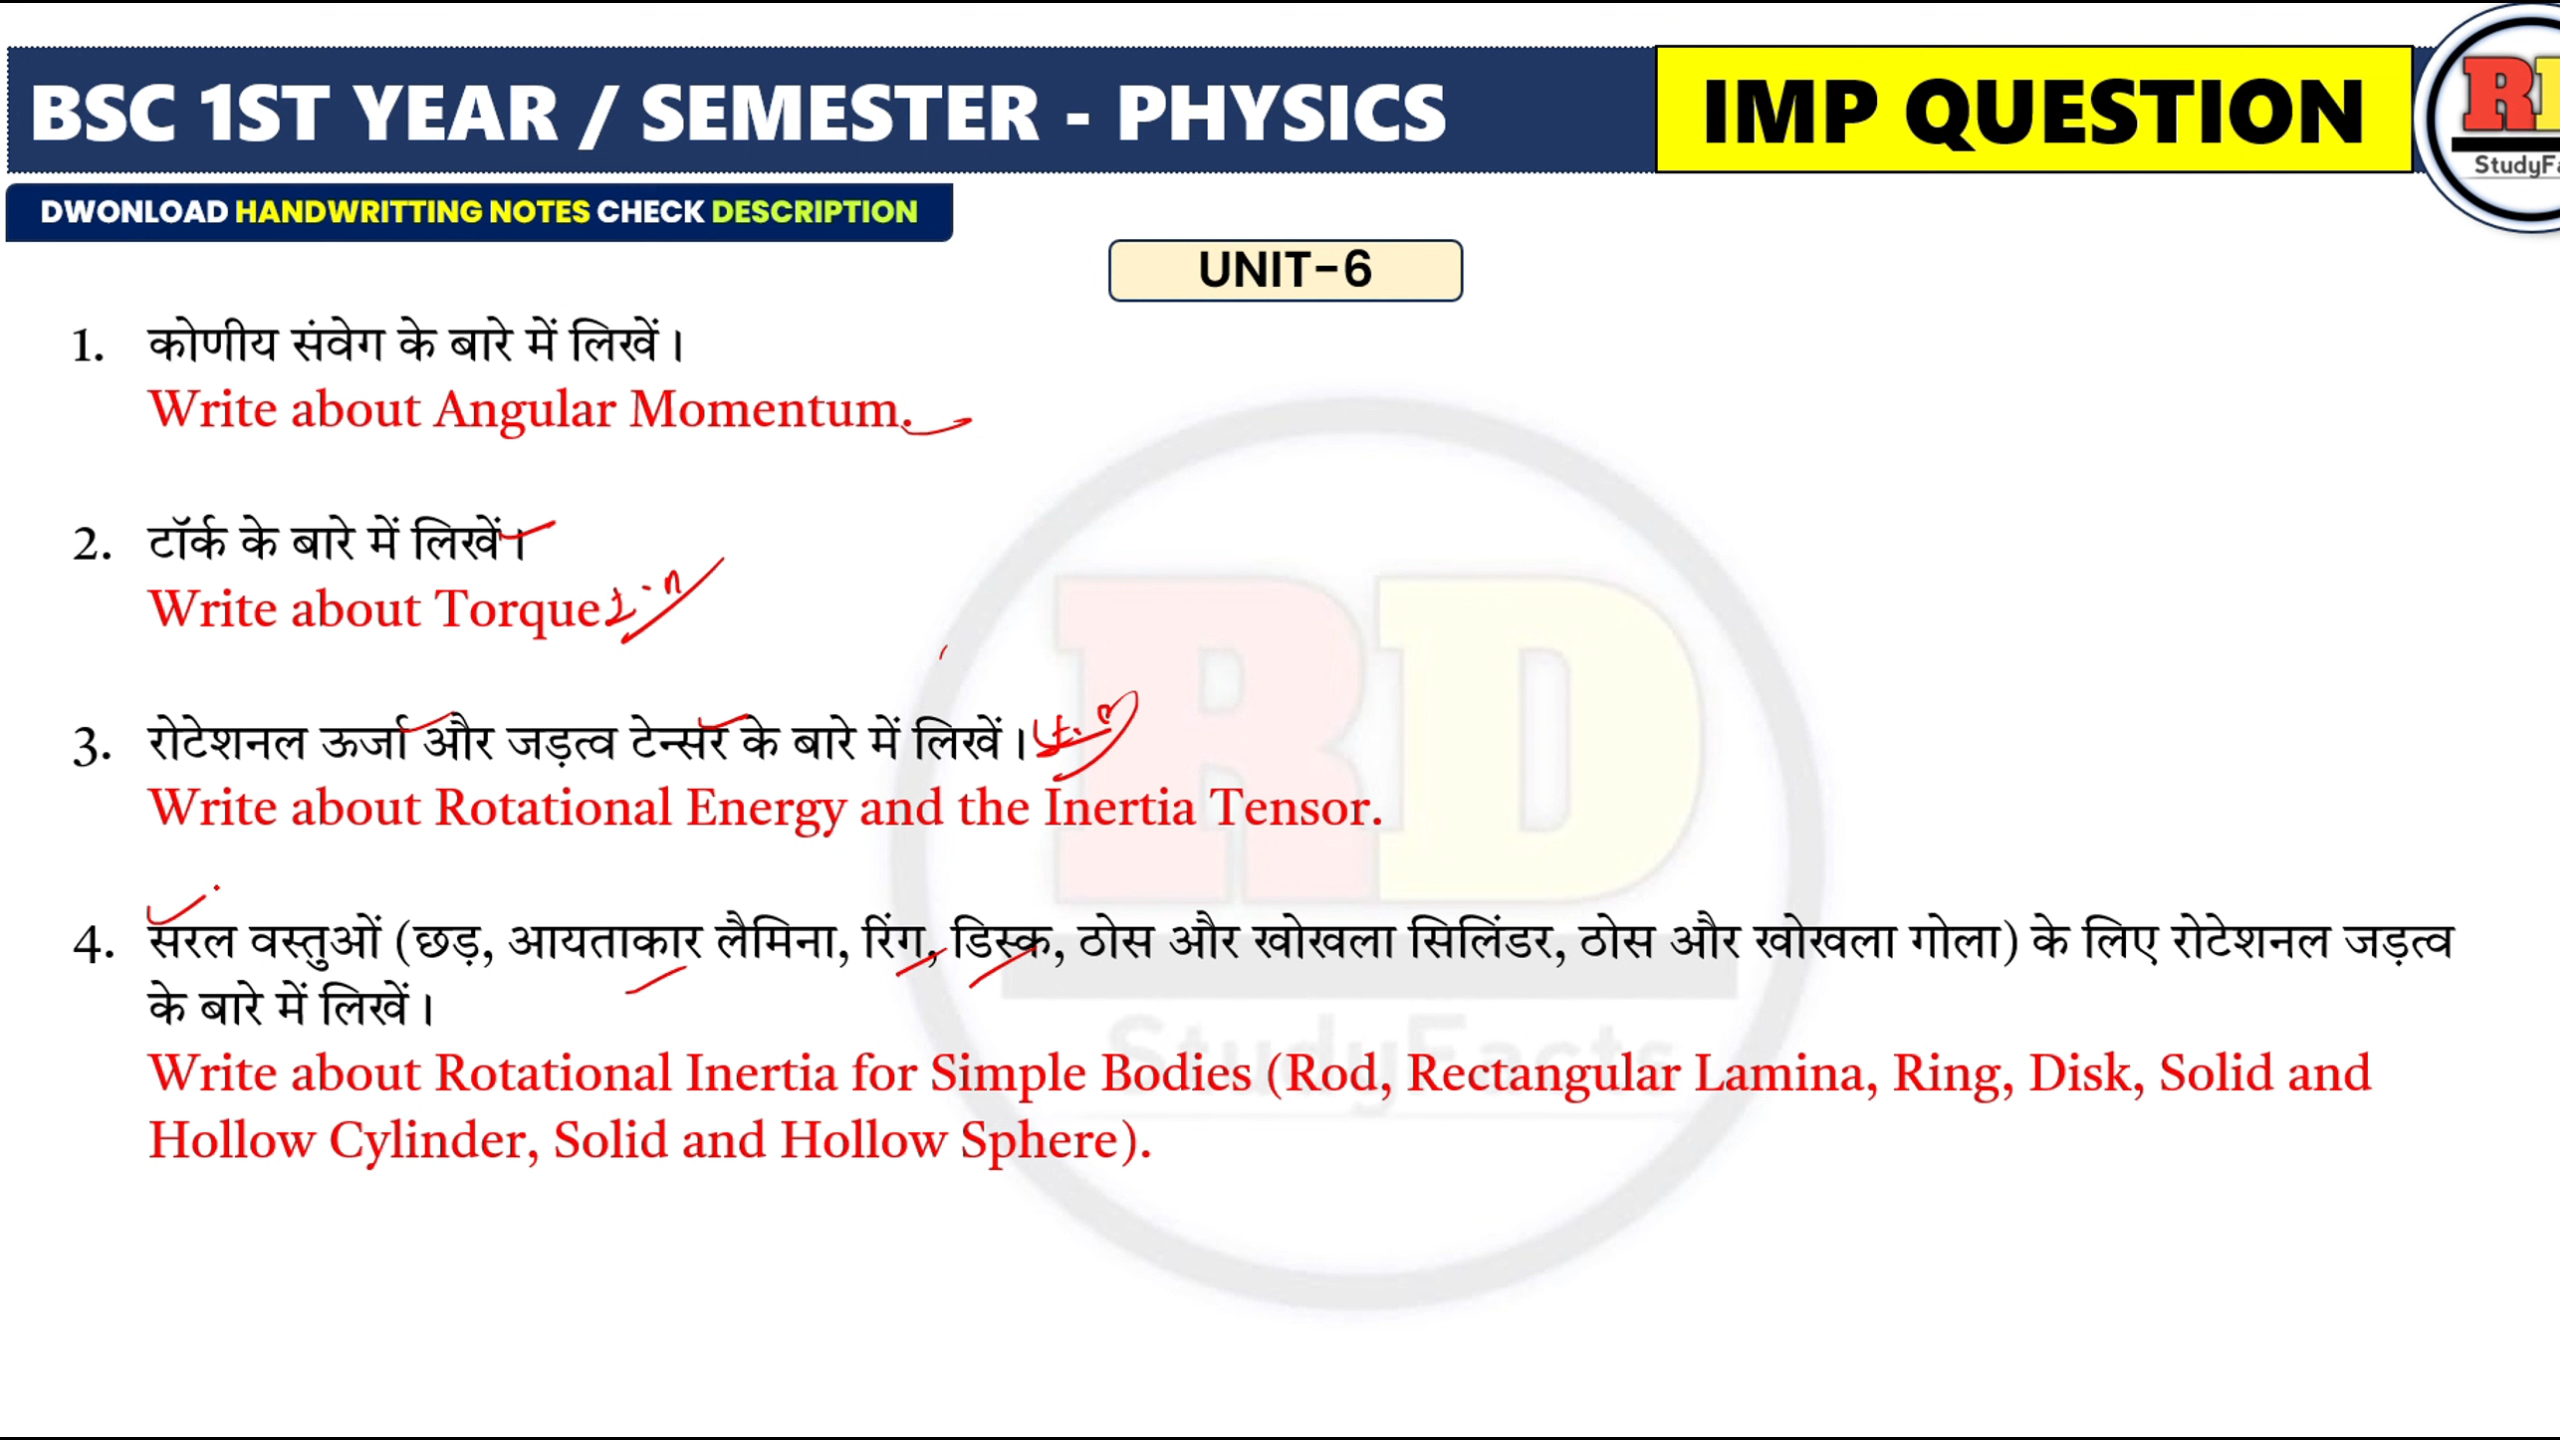 BSC 1ST YEAR / SEMESTER - PHYSICS
IMP QUESTION
DWONLOAD HANDWRITTING NOTES CHECK DESCRIPTION
UNIT-6
1. कोणीय संवेग के बारे में लिखें।
Write about Angular Momentum.
2. टॉर्क के बारे में लिखें।
Write about Torque
3. रोटेशनल ऊर्जा और जड़त्व टेन्सर के बारे में लिखें।
Write about Rotational Energy and the Inertia Tensor.
4. सरल वस्तुओं (छड़, आयताकार लैमिना, रिंग, डिस्क, ठोस और खोखला सिलिंडर, ठोस और खोखला गोला) के लिए रोटेशनल जड़त्व
के बारे में लिखें।
Write about Rotational Inertia for Simple Bodies (Rod, Rectangular Lamina, Ring, Disk, Solid and
Hollow Cylinder, Solid and Hollow Sphere).
RD
StudyFacts